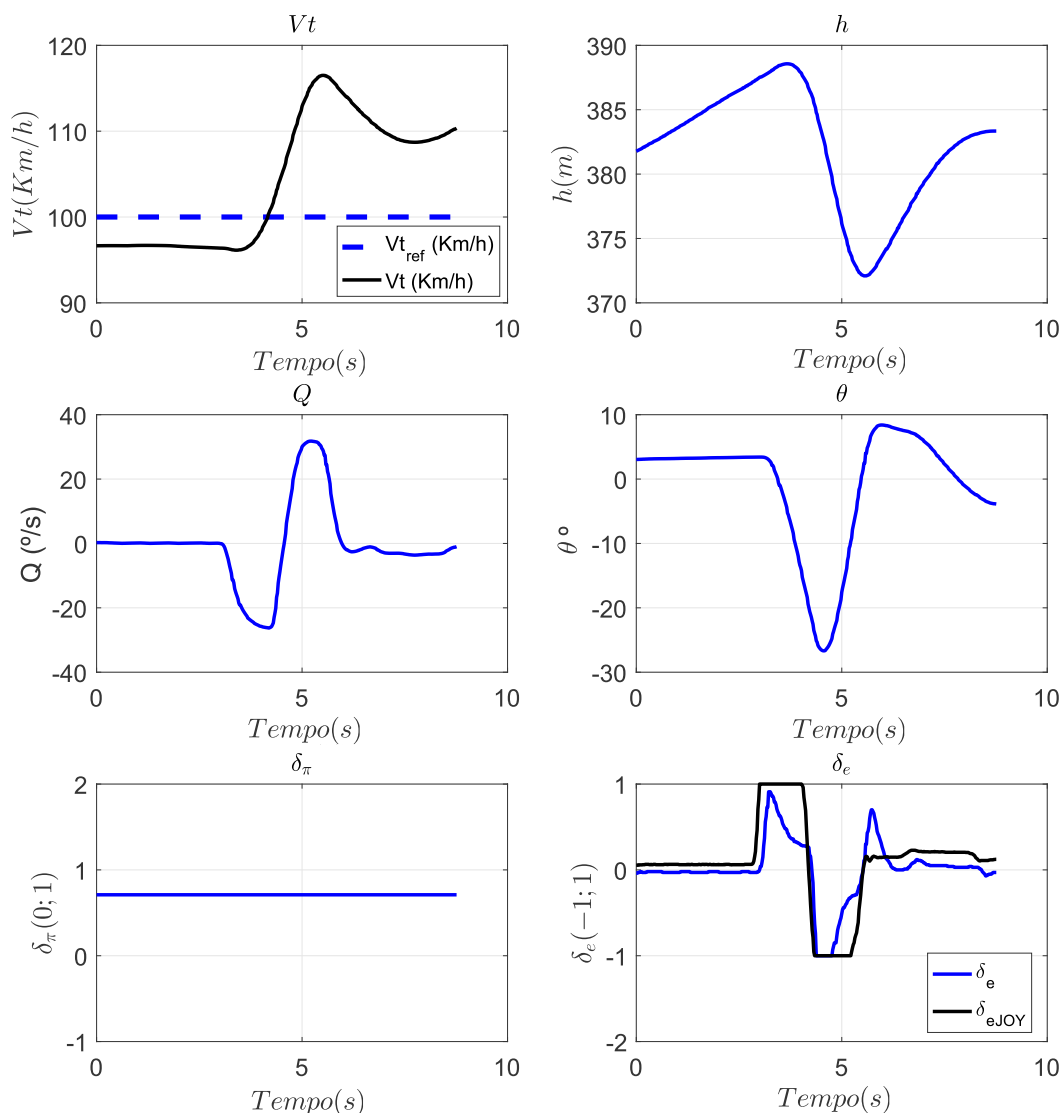 Vt
120
110
100
90
Vt(Km/h)
Vt_ref (Km/h)
Vt (Km/h)
0
5
10
Tempo(s)
h
390
385
380
375
370
h(m)
0
5
10
Tempo(s)
Q
40
20
0
-20
-40
Q (º/s)
0
5
10
Tempo(s)
θ
10
0
-10
-20
-30
θº
0
5
10
Tempo(s)
δ_π
2
1
0
-1
δ_π(0; 1)
0
5
10
Tempo(s)
δ_e
1
0
-1
-2
δ_e(−1; 1)
δ_e
δ_eJOY
0
5
10
Tempo(s)